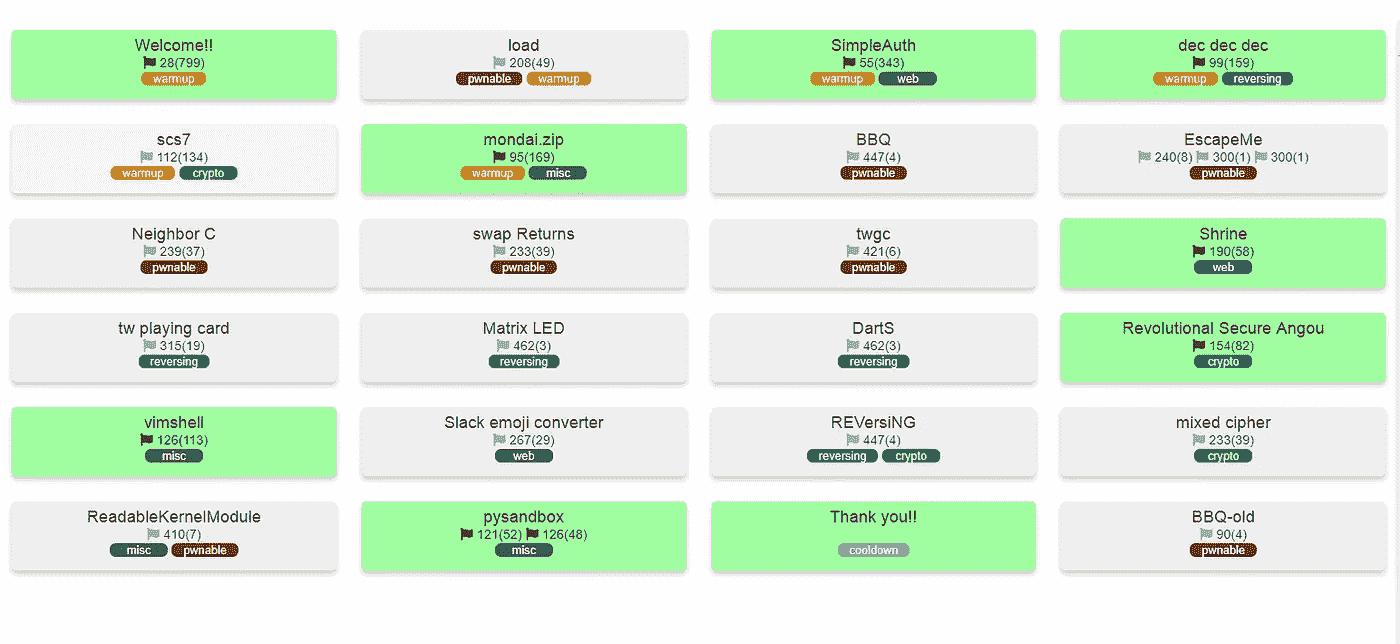 Welcome!!
28(799)
warmup
load
208(49)
pwnable warmup
SimpleAuth
55(343)
warmup web
dec dec dec
99(159)
warmup reversing
scs7
112(134)
warmup crypto
mondai.zip
95(169)
warmup misc
BBQ
447(4)
pwnable
EscapeMe
240(8) 300(1) 300(1)
pwnable
Neighbor C
239(37)
pwnable
swap Returns
233(39)
pwnable
twgc
421(6)
pwnable
Shrine
190(58)
web
tw playing card
315(19)
reversing
Matrix LED
462(3)
reversing
DartS
462(3)
reversing
Revolutional Secure Angou
154(82)
crypto
vimshell
126(113)
misc
Slack emoji converter
267(29)
web
REVersiNG
447(4)
reversing crypto
mixed cipher
233(39)
crypto
ReadableKernelModule
410(7)
misc pwnable
pysandbox
121(52) 126(48)
misc
Thank you!!
cooldown
BBQ-old
90(4)
pwnable